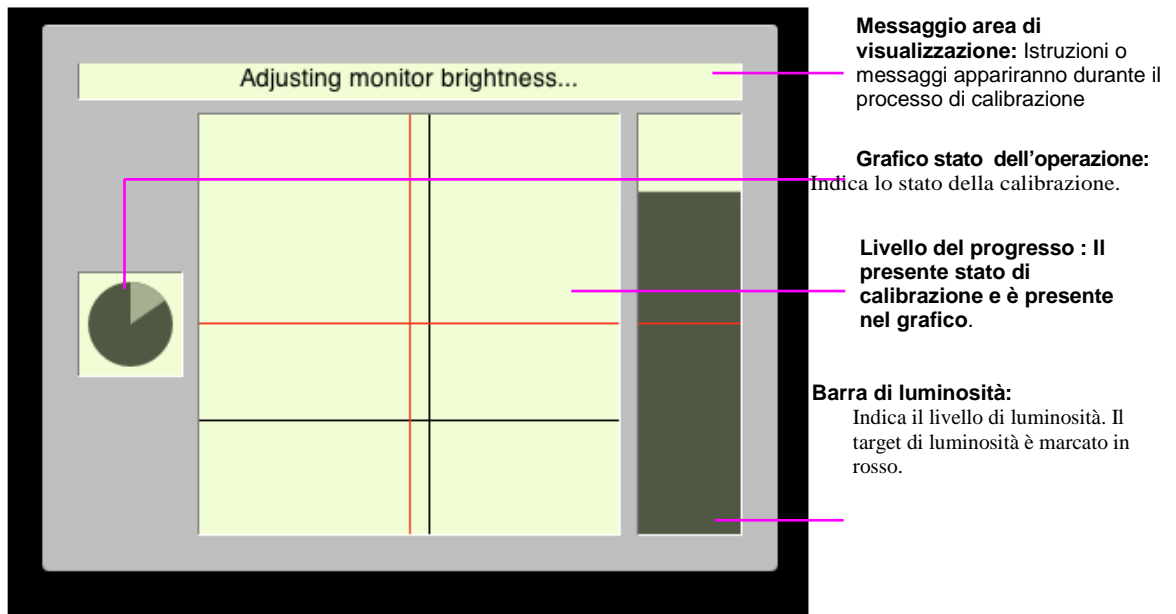 Adjusting monitor brightness...
Messaggio area di
visualizzazione: Istruzioni o
messaggi appariranno durante il
processo di calibrazione
Grafico stato dell'operazione:
Indica lo stato della calibrazione.
Livello del progresso : Il
presente stato di
calibrazione e è presente
nel grafico.
Barra di luminosità:
Indica il livello di luminosità. Il
target di luminosità è marcato in
rosso.